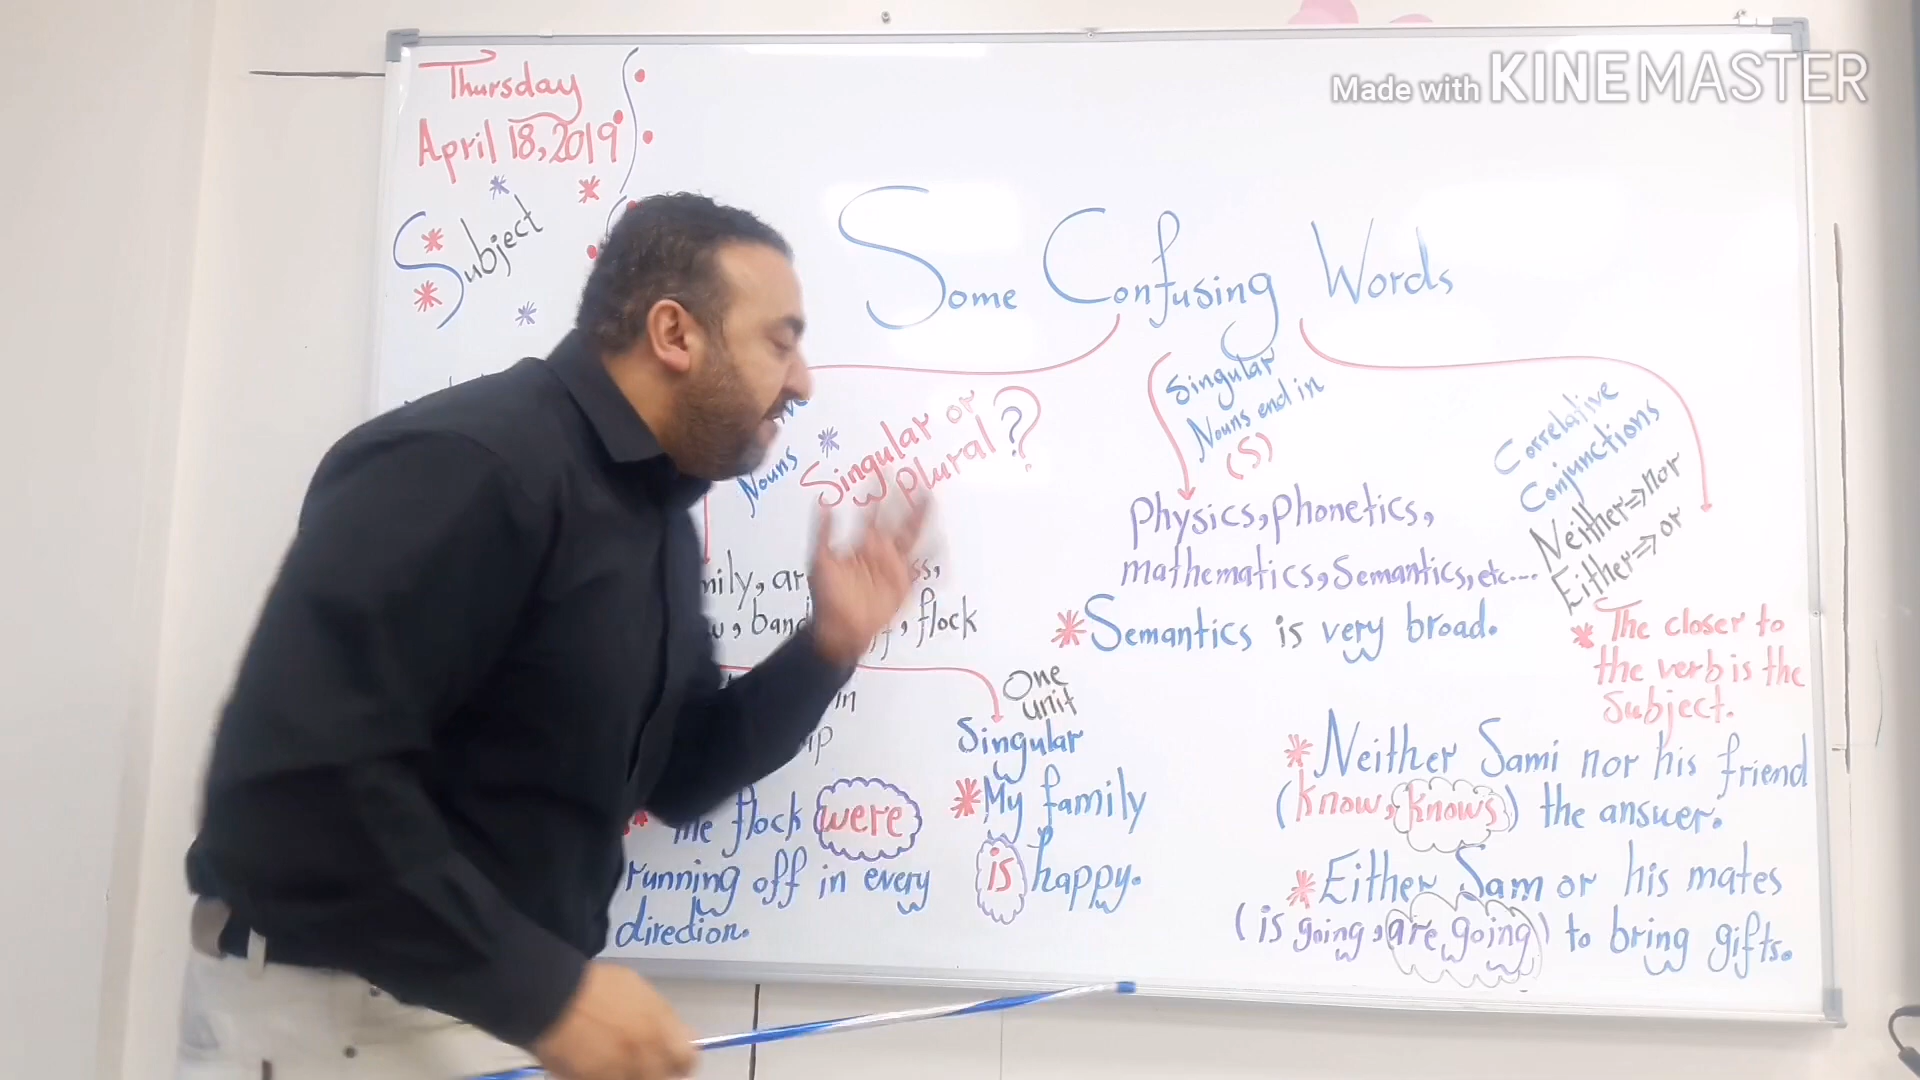 Made with KINEMASTER
Thursday
April 18, 2019
Subject
Some Confusing Words
Nouns
Singular or
plural ?
Singular
Nouns end in
(S)
Correlative
Conjunctions
Neither => nor
Either => or
Physics, Phonetics,
mathematics, Semantics, etc....
flock
* Semantics is very broad.
* The closer to
the verb is the
Subject.
One
unit
Singular
flock were
running off in every
direction.
* My family
is happy.
* Neither Sami nor his friend
(know, knows) the answer.
* Either Sam or his mates
(is going, are going) to bring gifts.